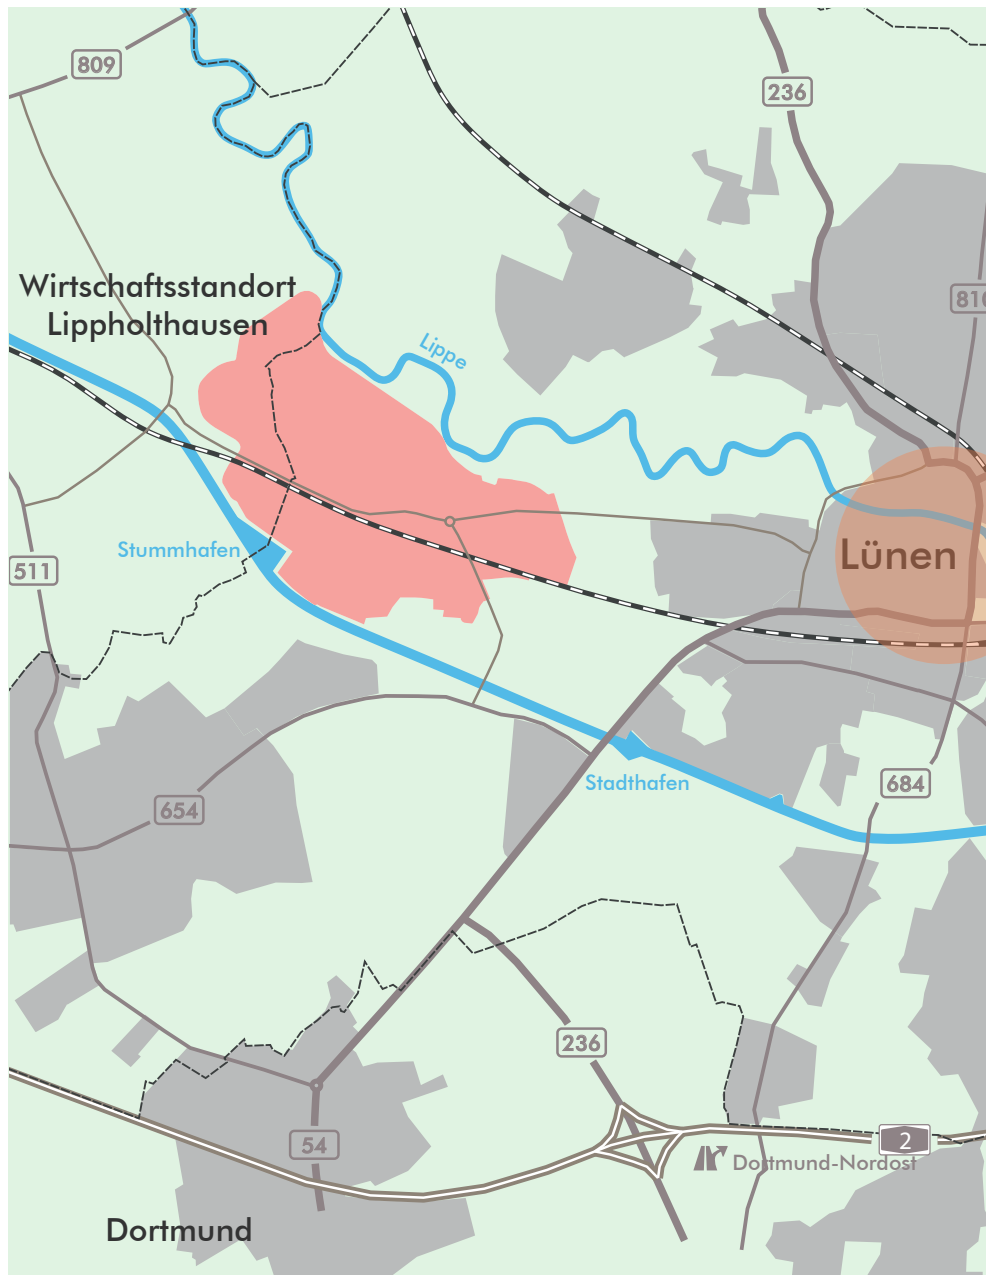 809
236
Wirtschaftsstandort
Lippholthausen
810
Lippe
Stummhafen
Lünen
511
Stadthafen
684
654
236
54
2
Dortmund-Nordost
Dortmund